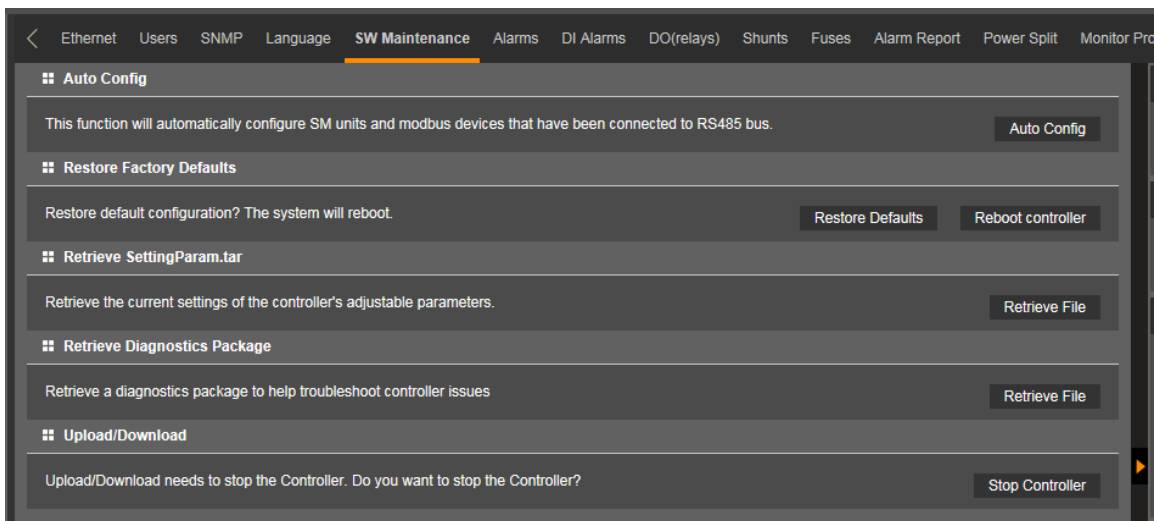 Ethernet Users SNMP Language SW Maintenance Alarms DI Alarms DO(relays) Shunts Fuses Alarm Report Power Split Monitor Pro
Auto Config
This function will automatically configure SM units and modbus devices that have been connected to RS485 bus. Auto Config
Restore Factory Defaults
Restore default configuration? The system will reboot. Restore Defaults Reboot controller
Retrieve SettingParam.tar
Retrieve the current settings of the controller's adjustable parameters. Retrieve File
Retrieve Diagnostics Package
Retrieve a diagnostics package to help troubleshoot controller issues Retrieve File
Upload/Download
Upload/Download needs to stop the Controller. Do you want to stop the Controller? Stop Controller